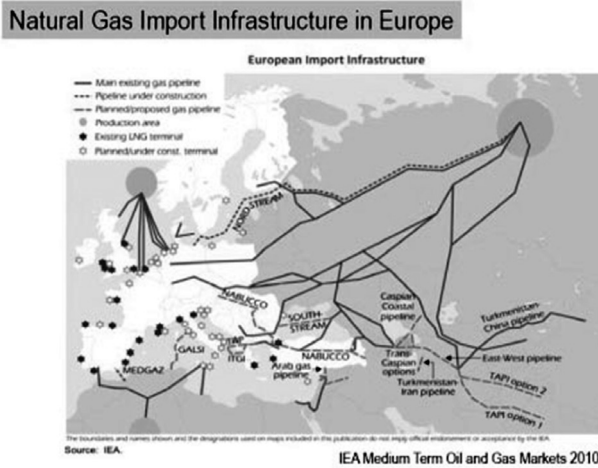 Natural Gas Import Infrastructure in Europe
European Import Infrastructure
Main existing gas pipeline
Pipeline under construction
Planned/proposed gas pipeline
Production area
Existing LNG terminal
Planned/under const. terminal
NORD STREAM
NABUCCO
SOUTH
STREAM
Caspian
Coastal
pipeline
Turkmenistan-
China pipeline
GALSI
ITGI
NABUCCO
Trans-
Caspian
options
East-West pipeline
MEDGAZ
Arab gas
pipeline
Turkmenistan-
Iran pipeline
TAPI option 2
TAPI option 1
The boundaries and names shown and the designations used on maps included in this publication do not imply official endorsement or acceptance by the IEA
Source: IEA.
IEA Medium Term Oil and Gas Markets 2010